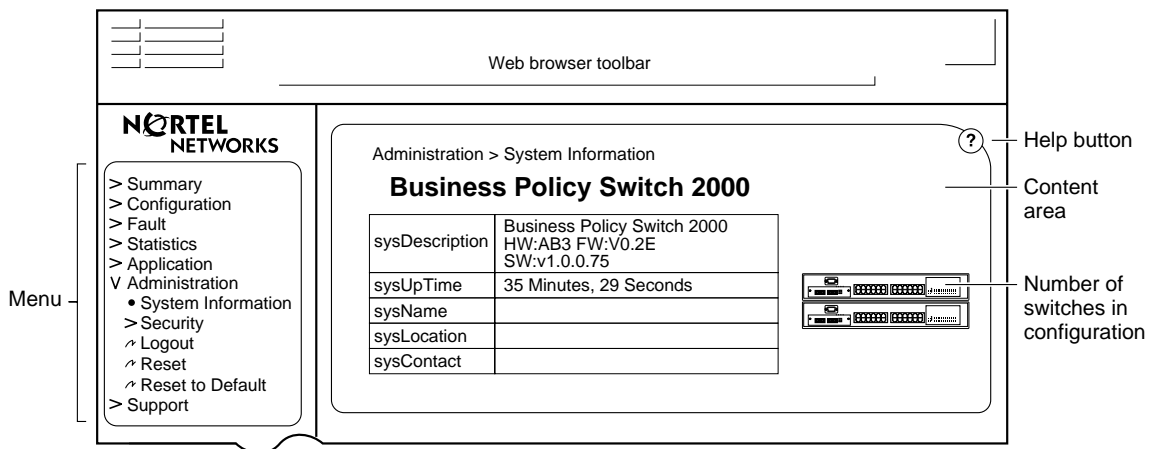 Web browser toolbar
NORTEL
NETWORKS
Menu
> Summary
> Configuration
> Fault
> Statistics
> Application
V Administration
• System Information
> Security
Logout
Reset
Reset to Default
> Support
Administration > System Information
Business Policy Switch 2000
sysDescription
Business Policy Switch 2000
HW:AB3 FW:V0.2E
SW:v1.0.0.75
sysUpTime
35 Minutes, 29 Seconds
sysName
sysLocation
sysContact
?
Help button
Content
area
Number of
switches in
configuration